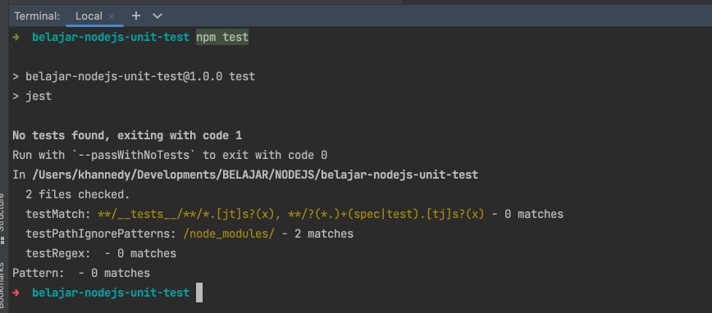 Terminal: Local × + ∨
→ belajar-nodejs-unit-test npm test
> belajar-nodejs-unit-test@1.0.0 test
> jest
No tests found, exiting with code 1
Run with `--passWithNoTests` to exit with code 0
In /Users/khannedy/Developments/BELAJAR/NODEJS/belajar-nodejs-unit-test
2 files checked.
testMatch: **/__tests__/**/*.[jt]s?(x), **/?(*.)+(spec|test).[tj]s?(x) - 0 matches
testPathIgnorePatterns: /node_modules/ - 2 matches
testRegex:  - 0 matches
Pattern:  - 0 matches
→ belajar-nodejs-unit-test
Structure
Bookmarks